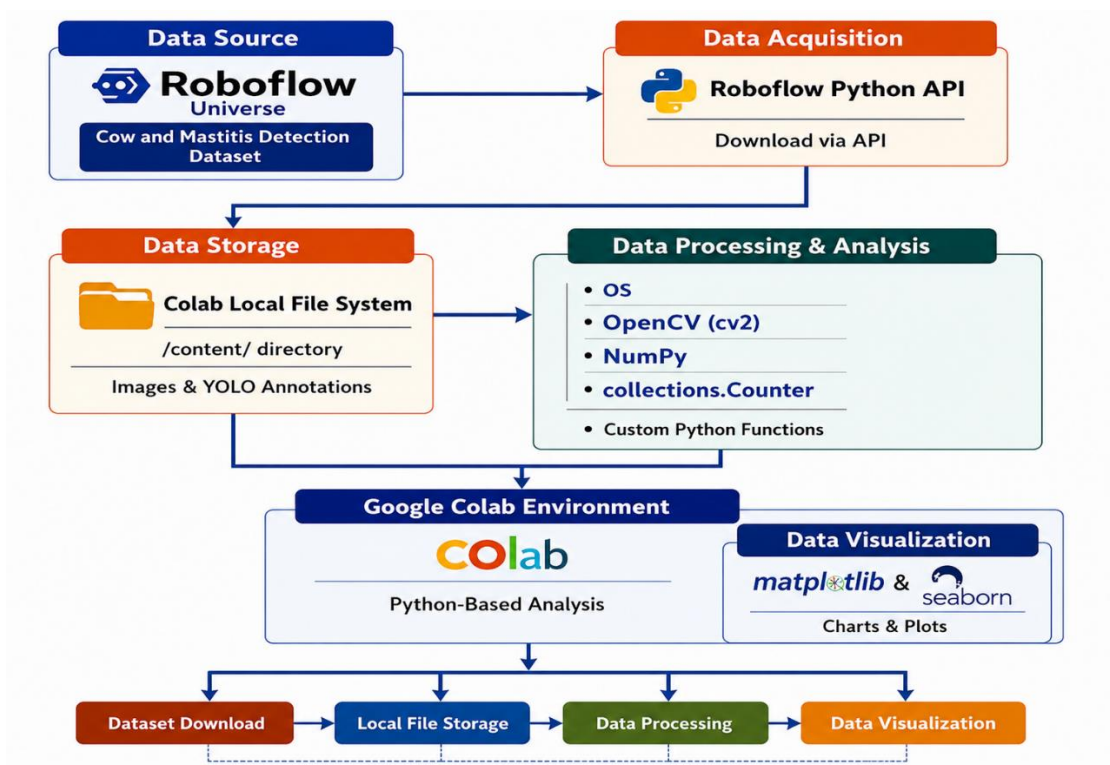 Data Source
Roboflow
Universe
Cow and Mastitis Detection
Dataset
Data Acquisition
Roboflow Python API
Download via API
Data Storage
Colab Local File System
/content/ directory
Images & YOLO Annotations
Data Processing & Analysis
• OS
• OpenCV (cv2)
• NumPy
• collections.Counter
• Custom Python Functions
Google Colab Environment
colab
Python-Based Analysis
Data Visualization
matplotlib & seaborn
Charts & Plots
Dataset Download
Local File Storage
Data Processing
Data Visualization